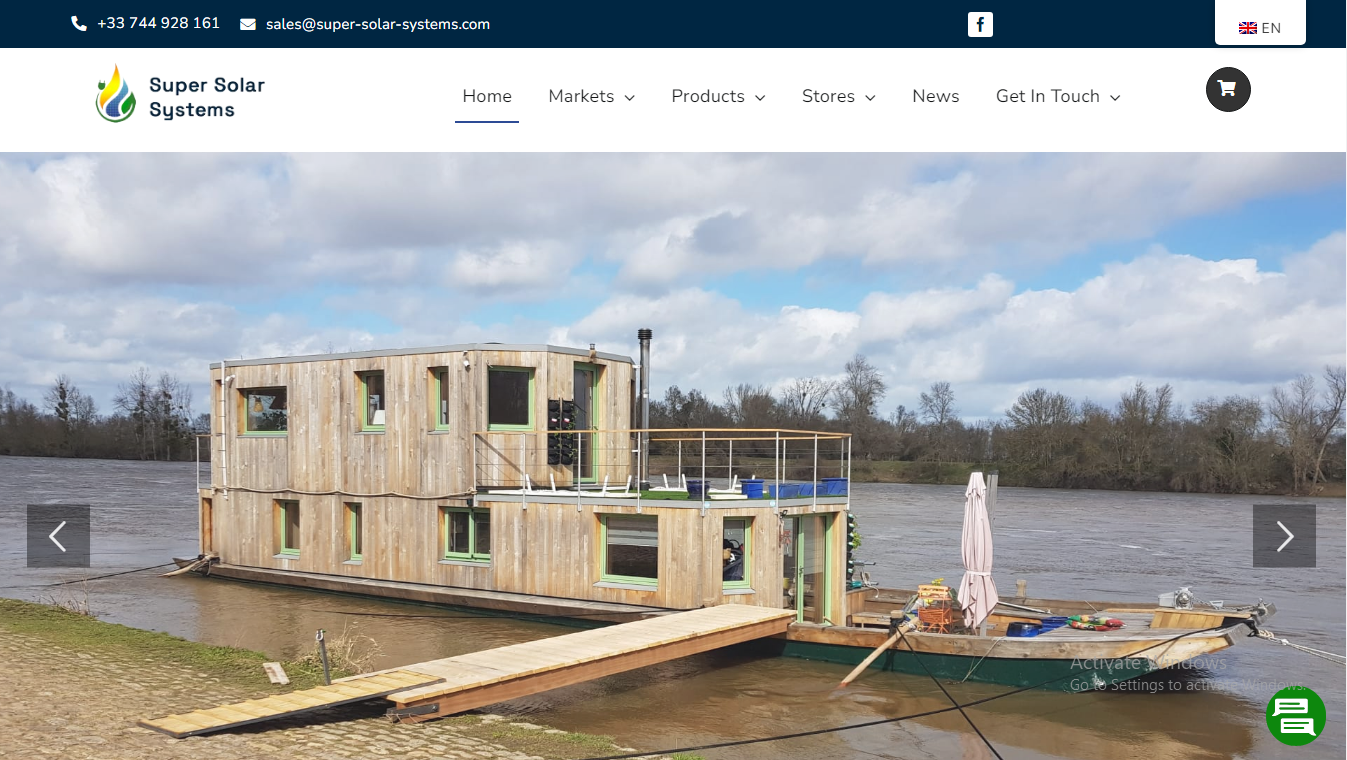 +33 744 928 161
sales@super-solar-systems.com
f
EN
Super Solar
Systems
Home
Markets
Products
Stores
News
Get In Touch
Activate Windows
Go to Settings to activate Windows.